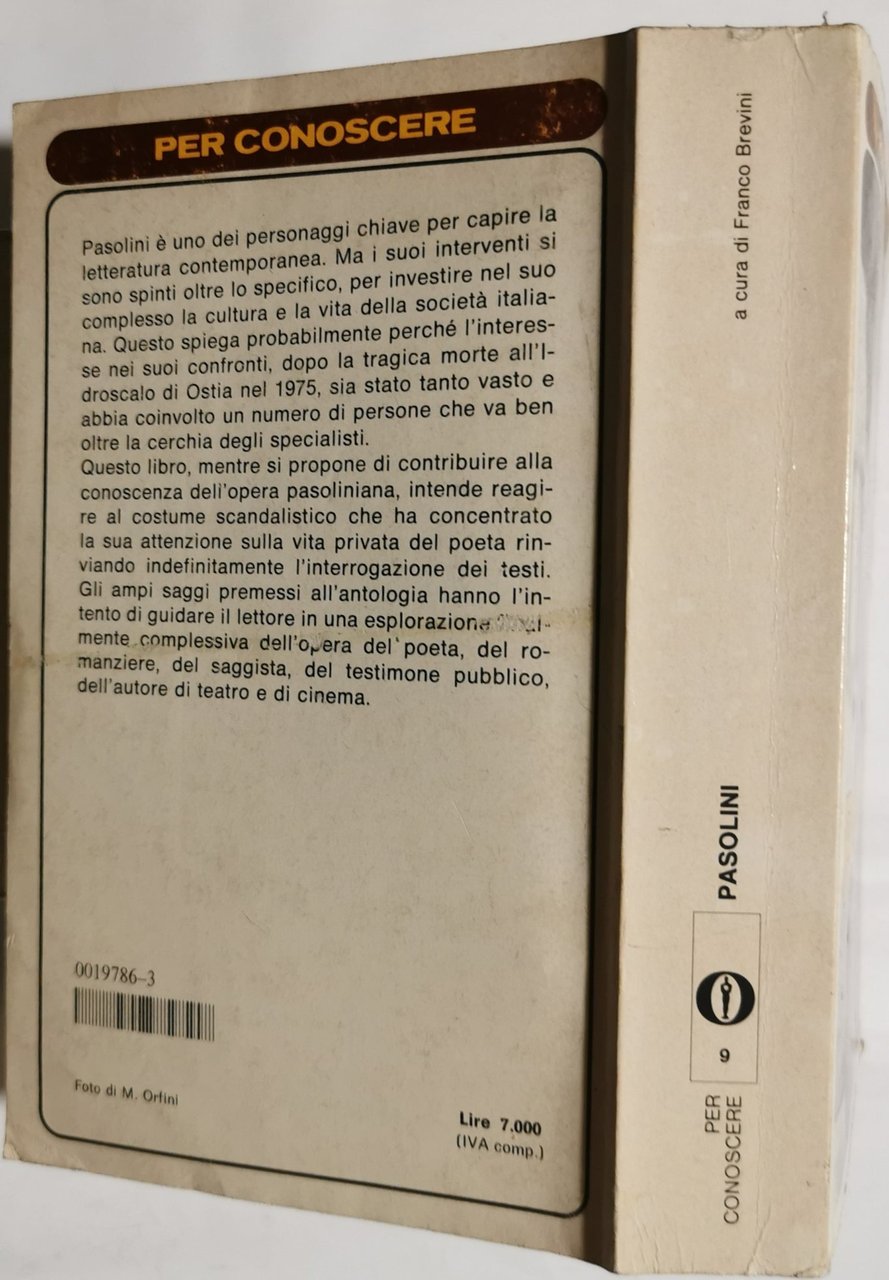 PER CONOSCERE
Pasolini è uno dei personaggi chiave per capire la
letteratura contemporanea. Ma i suoi interventi si
sono spinti oltre lo specifico, per investire nel suo
complesso la cultura e la vita della società italia-
na. Questo spiega probabilmente perché l'interes-
se nei suoi confronti, dopo la tragica morte all'I-
droscalo di Ostia nel 1975, sia stato tanto vasto e
abbia coinvolto un numero di persone che va ben
oltre la cerchia degli specialisti.
Questo libro, mentre si propone di contribuire alla
conoscenza dell'opera pasoliniana, intende reagi-
re al costume scandalistico che ha concentrato
la sua attenzione sulla vita privata del poeta rin-
viando indefinitamente l'interrogazione dei testi.
Gli ampi saggi premessi all'antologia hanno l'in-
tento di guidare il lettore in una esplorazione
mente complessiva dell'opera del poeta, del ro-
manziere, del saggista, del testimone pubblico,
dell'autore di teatro e di cinema.
0019786-3
Foto di M. Orfini
Lire 7.000
(IVA comp.)
a cura di Franco Brevini
PASOLINI
9
PER
CONOSCERE